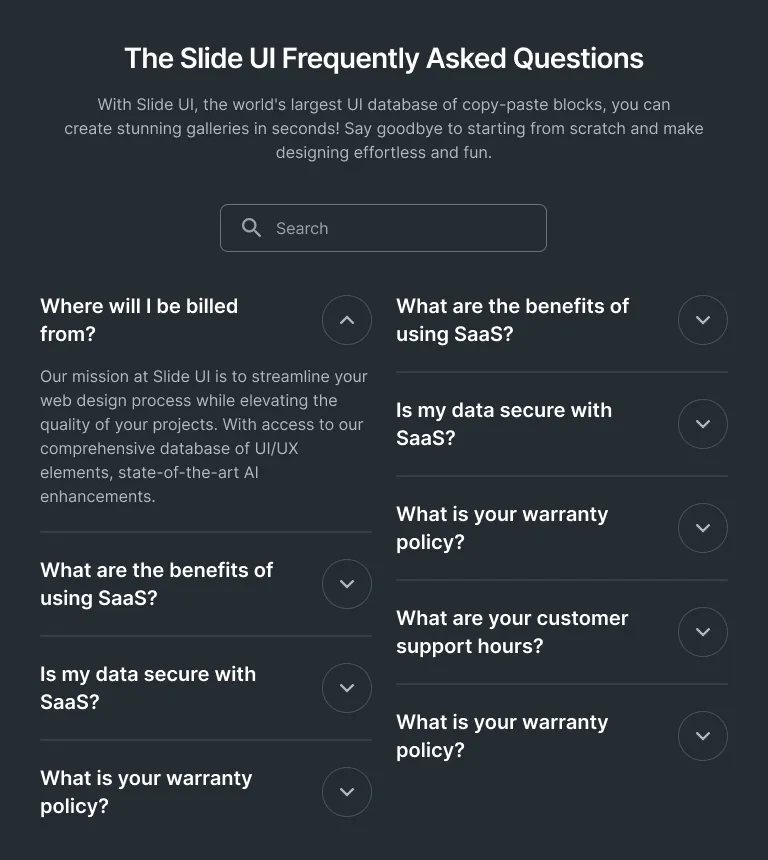 The Slide UI Frequently Asked Questions
With Slide UI, the world's largest UI database of copy-paste blocks, you can
create stunning galleries in seconds! Say goodbye to starting from scratch and make
designing effortless and fun.
Search
Where will I be billed
from?
Our mission at Slide UI is to streamline your
web design process while elevating the
quality of your projects. With access to our
comprehensive database of UI/UX
elements, state-of-the-art AI
enhancements.
What are the benefits of
using SaaS?
Is my data secure with
SaaS?
What is your warranty
policy?
What are the benefits of
using SaaS?
Is my data secure with
SaaS?
What is your warranty
policy?
What are your customer
support hours?
What is your warranty
policy?